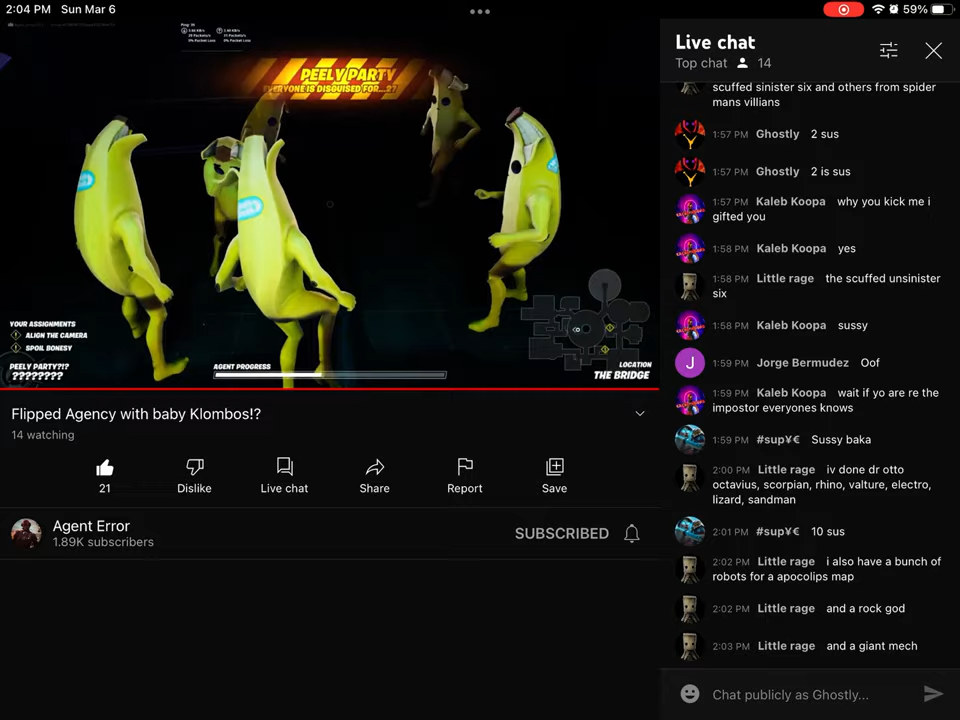 2:04 PM Sun Mar 6
59%
PEELY PARTY
EVERYONE IS DISGUISED FOR...27
YOUR ASSIGNMENTS
ALIGN THE CAMERA
SPOIL BONESY
PEELY PARTY?!?
????????
AGENT PROGRESS
LOCATION
THE BRIDGE
Flipped Agency with baby Klombos!?
14 watching
21
Dislike
Live chat
Share
Report
Save
Agent Error
1.89K subscribers
SUBSCRIBED
Live chat
Top chat 14
scuffed sinister six and others from spider
mans villians
1:57 PM Ghostly 2 sus
1:57 PM Ghostly 2 is sus
1:57 PM Kaleb Koopa why you kick me i
gifted you
1:58 PM Kaleb Koopa yes
1:58 PM Little rage the scuffed unsinister
six
1:58 PM Kaleb Koopa sussy
J
1:59 PM Jorge Bermudez Oof
1:59 PM Kaleb Koopa wait if yo are re the
impostor everyones knows
1:59 PM #sup¥€ Sussy baka
2:00 PM Little rage iv done dr otto
octavius, scorpian, rhino, valture, electro,
lizard, sandman
2:01 PM #sup¥€ 10 sus
2:02 PM Little rage i also have a bunch of
robots for a apocolips map
2:02 PM Little rage and a rock god
2:03 PM Little rage and a giant mech
Chat publicly as Ghostly...